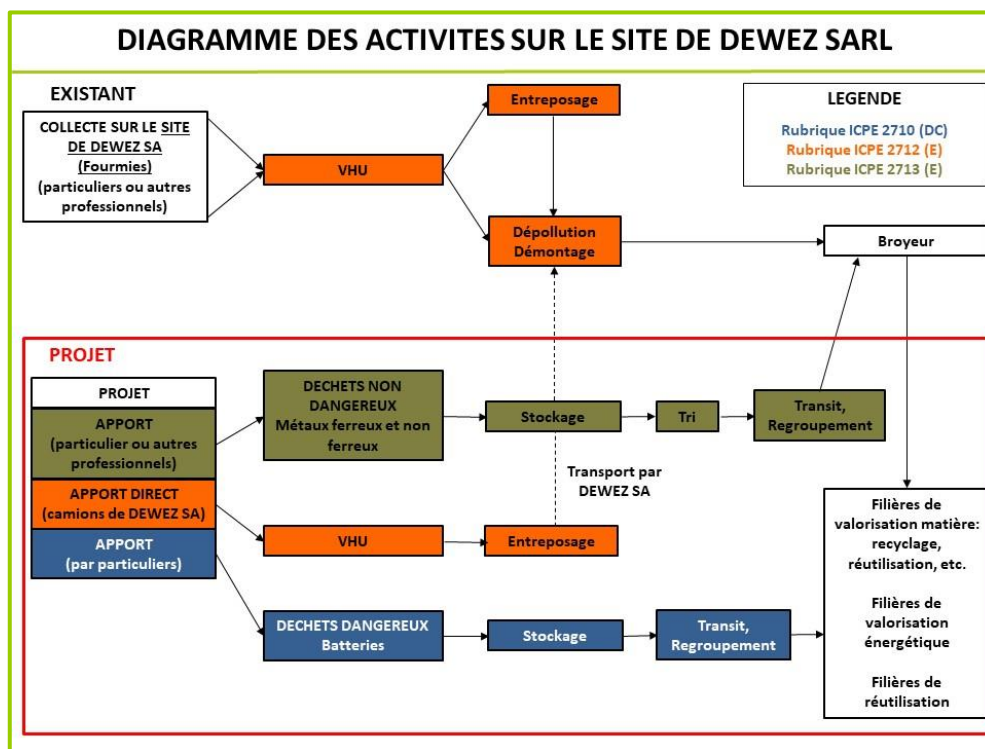 DIAGRAMME DES ACTIVITES SUR LE SITE DE DEWEZ SARL
EXISTANT
COLLECTE SUR LE SITE
DE DEWEZ SA
(Fourmies)
(particuliers ou autres
professionnels)
VHU
Entreposage
Dépollution
Démontage
Broyeur
LEGENDE
Rubrique ICPE 2710 (DC)
Rubrique ICPE 2712 (E)
Rubrique ICPE 2713 (E)
PROJET
PROJET
APPORT
(particulier ou autres
professionnels)
APPORT DIRECT
(camions de DEWEZ SA)
APPORT
(par particuliers)
DECHETS NON
DANGEREUX
Métaux ferreux et non
ferreux
Stockage
Tri
Transit,
Regroupement
Transport par
DEWEZ SA
VHU
Entreposage
DECHETS DANGEREUX
Batteries
Stockage
Transit,
Regroupement
Filières de
valorisation matière:
recyclage,
réutilisation, etc.
Filières de
valorisation
énergétique
Filières de
réutilisation